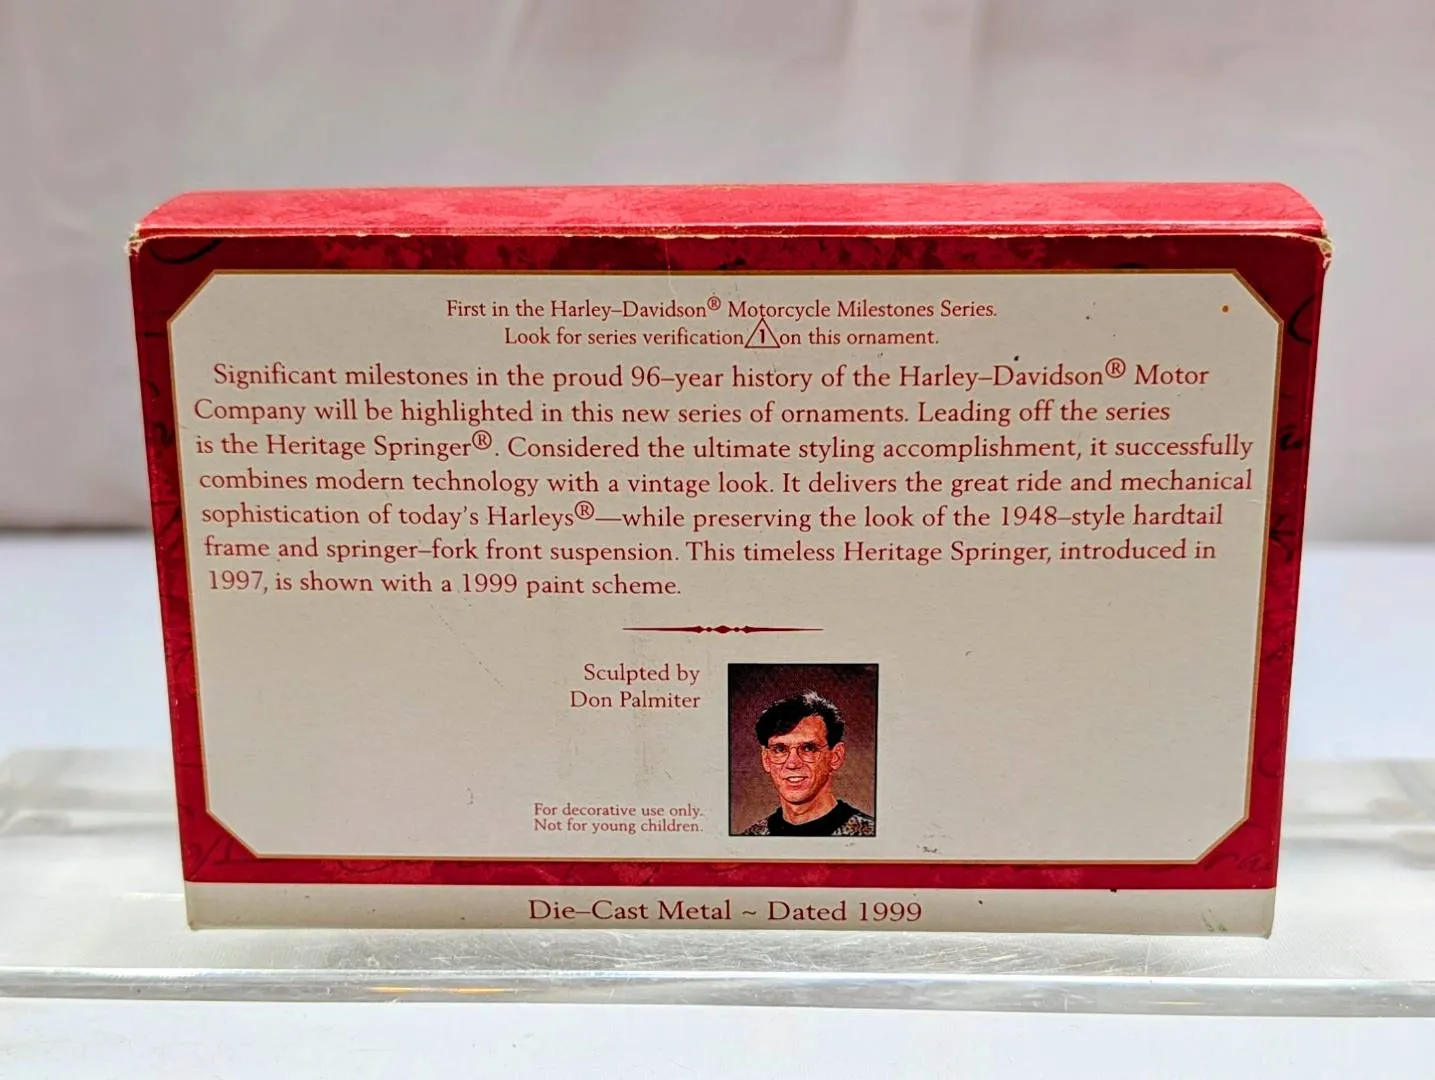 First in the Harley–Davidson® Motorcycle Milestones Series.
Look for series verification 1 on this ornament.
Significant milestones in the proud 96–year history of the Harley–Davidson® Motor
Company will be highlighted in this new series of ornaments. Leading off the series
is the Heritage Springer®. Considered the ultimate styling accomplishment, it successfully
combines modern technology with a vintage look. It delivers the great ride and mechanical
sophistication of today's Harleys®—while preserving the look of the 1948–style hardtail
frame and springer–fork front suspension. This timeless Heritage Springer, introduced in
1997, is shown with a 1999 paint scheme.
Sculpted by
Don Palmiter
For decorative use only.
Not for young children.
Die–Cast Metal ~ Dated 1999